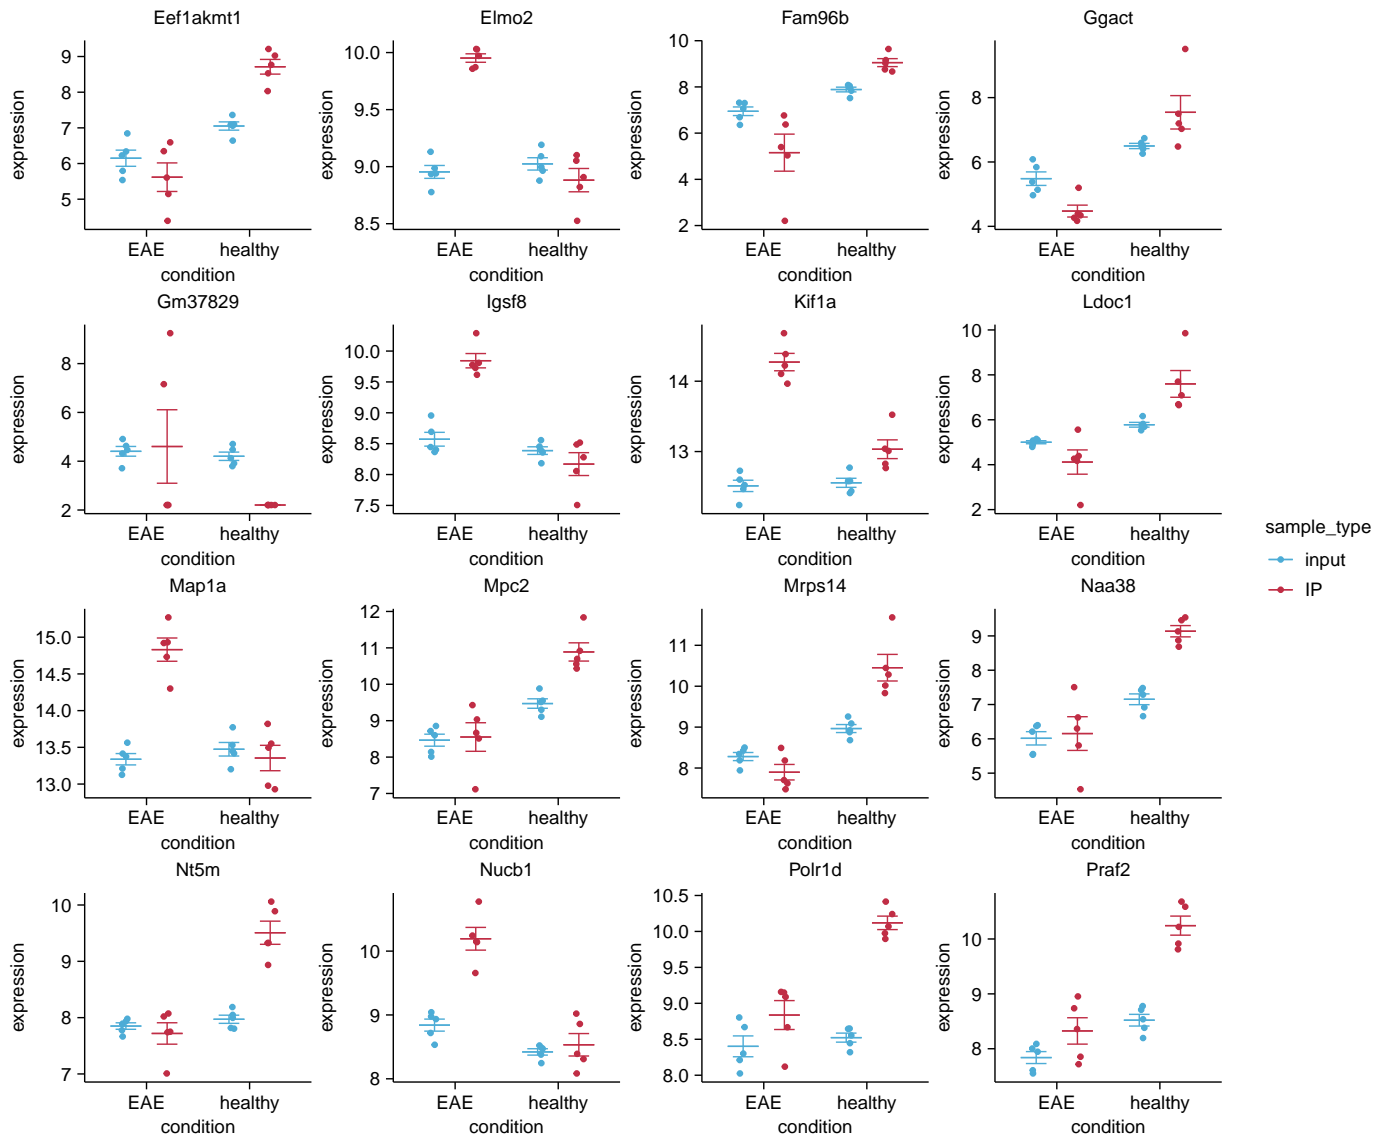 Eef1akmt1 Elmo2 Fam96b Ggact
expression 9 8 7 6 5 EAE healthy condition
expression 10.0 9.5 9.0 8.5 EAE healthy condition
expression 10 8 6 4 2 EAE healthy condition
expression 8 6 4 EAE healthy condition
Gm37829 Igsf8 Kif1a Ldoc1
expression 8 6 4 2 EAE healthy condition
expression 10.0 9.5 9.0 8.5 8.0 7.5 EAE healthy condition
expression 14 13 EAE healthy condition
expression 10 8 6 4 2 EAE healthy condition
sample_type
input
IP
Map1a Mpc2 Mrps14 Naa38
expression 15.0 14.5 14.0 13.5 13.0 EAE healthy condition
expression 12 11 10 9 8 7 EAE healthy condition
expression 11 10 9 8 EAE healthy condition
expression 9 8 7 6 5 EAE healthy condition
Nt5m Nucb1 Polr1d Praf2
expression 10 9 8 7 EAE healthy condition
expression 10 9 8 EAE healthy condition
expression 10.5 10.0 9.5 9.0 8.5 8.0 EAE healthy condition
expression 10 9 8 EAE healthy condition